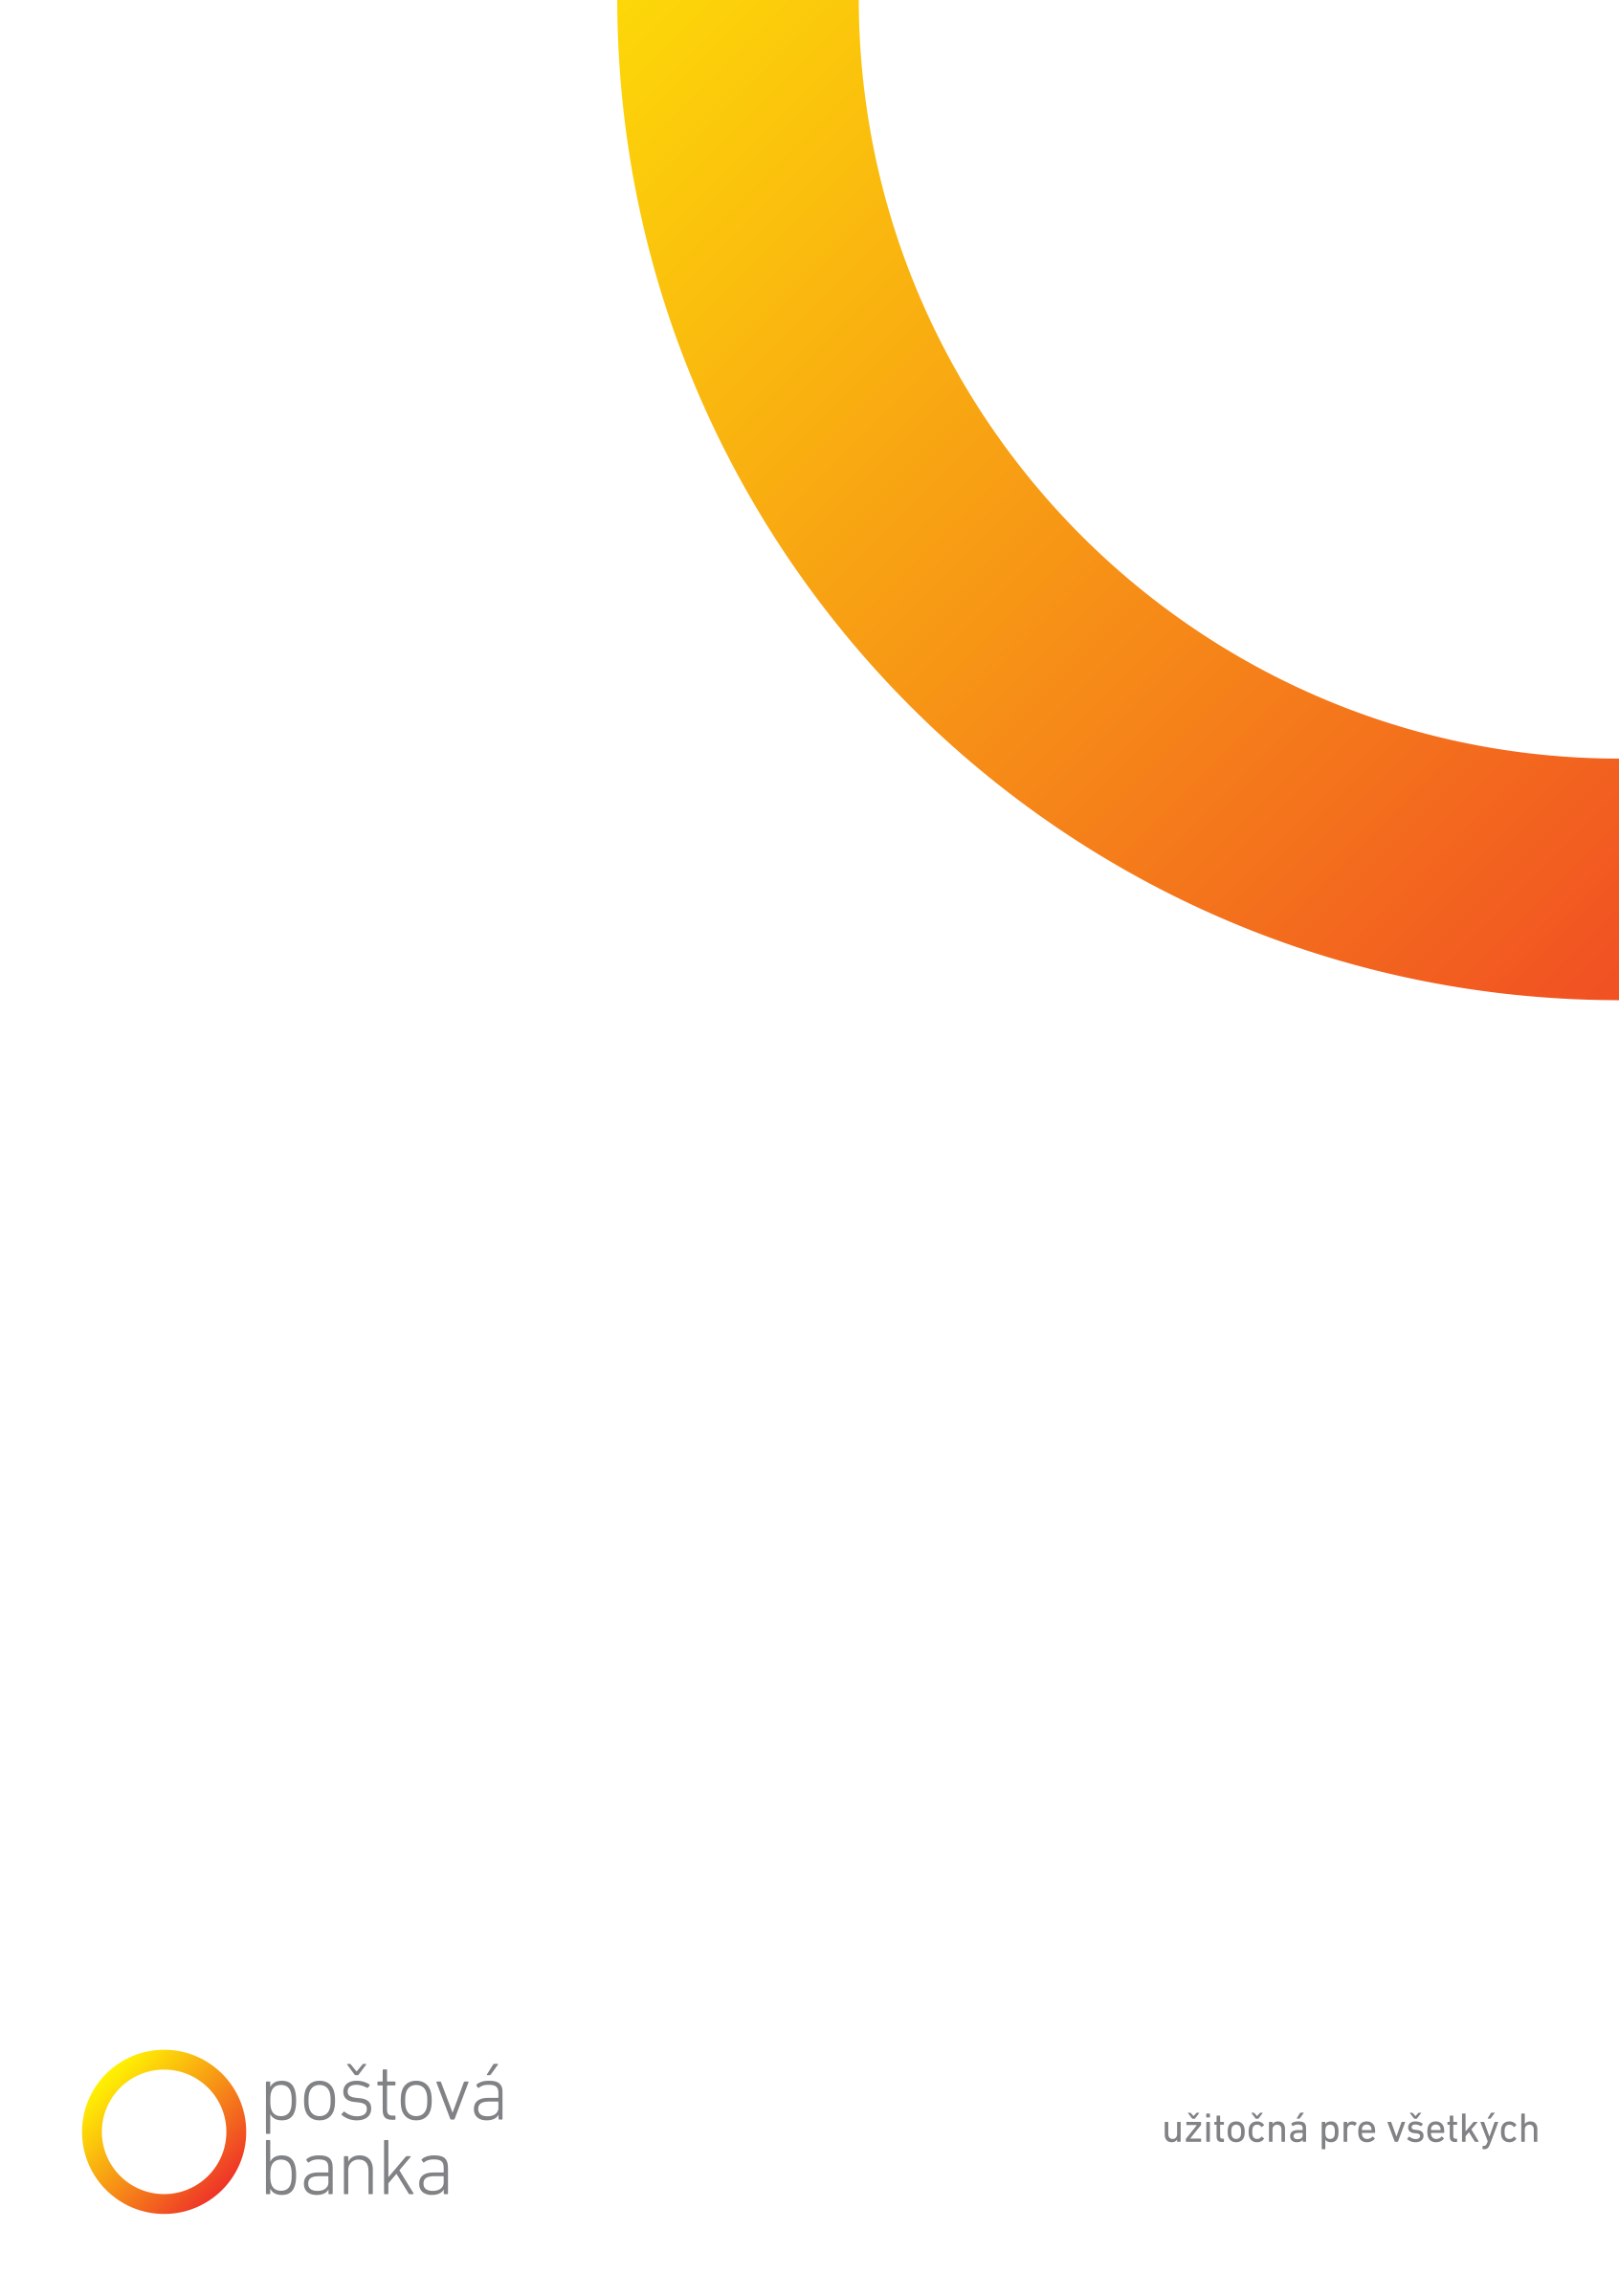 poštová
banka
užitočná pre všetkých